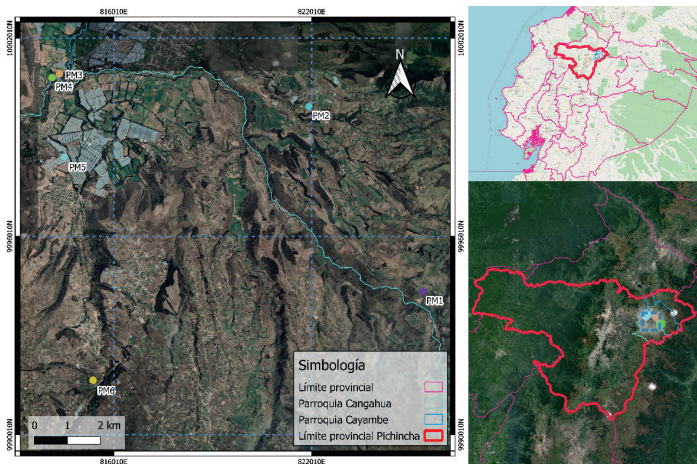 816010E
822010E
10002010N
10002010N
N
PM3
PM4
PM2
PM5
9996010N
9996010N
PM1
PM6
Simbología
Límite provincial
Parroquia Cangahua
Parroquia Cayambe
Límite provincial Pichincha
0 1 2 km
9990010N
9990010N
816010E
822010E